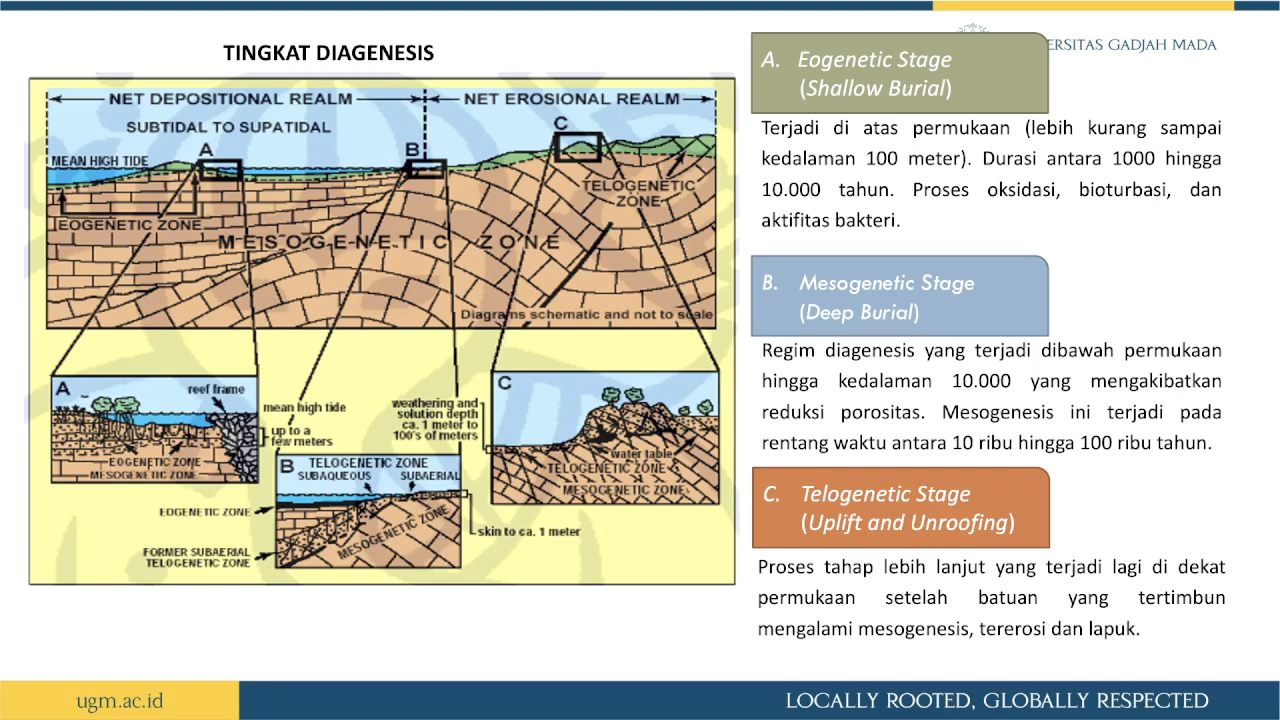 TINGKAT DIAGENESIS
NET DEPOSITIONAL REALM
NET EROSIONAL REALM
SUBTIDAL TO SUPATIDAL
MEAN HIGH TIDE
A
B
C
TELOGENETIC
ZONE
EOGENETIC ZONE
MESOGENETIC ZONE
Diagrams schematic and not to scale
A
reef frame
mean high tide
up to a
few meters
EOGENETIC ZONE
MESOGENETIC ZONE
B
TELOGENETIC ZONE
SUBAQUEOUS SUBAERIAL
EOGENETIC ZONE
MESOGENETIC ZONE
skin to ca. 1 meter
FORMER SUBAERIAL
TELOGENETIC ZONE
C
weathering and
solution depth
ca. 1 meter to
100's of meters
water table
TELOGENETIC ZONE
MESOGENETIC ZONE
ERSITAS GADJAH MADA
A. Eogenetic Stage
(Shallow Burial)
Terjadi di atas permukaan (lebih kurang sampai
kedalaman 100 meter). Durasi antara 1000 hingga
10.000 tahun. Proses oksidasi, bioturbasi, dan
aktifitas bakteri.
B. Mesogenetic Stage
(Deep Burial)
Regim diagenesis yang terjadi dibawah permukaan
hingga kedalaman 10.000 yang mengakibatkan
reduksi porositas. Mesogenesis ini terjadi pada
rentang waktu antara 10 ribu hingga 100 ribu tahun.
C. Telogenetic Stage
(Uplift and Unroofing)
Proses tahap lebih lanjut yang terjadi lagi di dekat
permukaan setelah batuan yang tertimbun
mengalami mesogenesis, tererosi dan lapuk.
ugm.ac.id
LOCALLY ROOTED, GLOBALLY RESPECTED